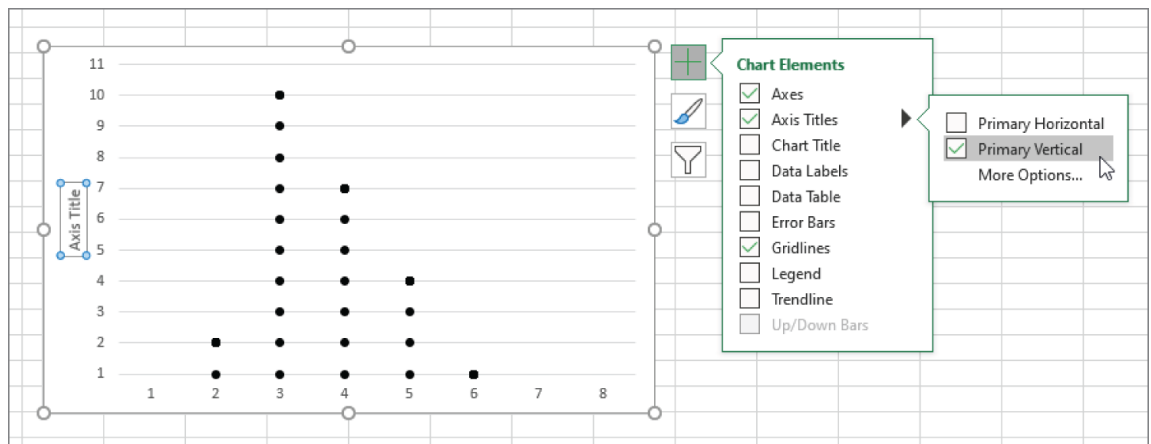 11
10
9
8
7
6
5
4
3
2
1
Axis Title
1 2 3 4 5 6 7 8
Chart Elements
Axes
Axis Titles
Chart Title
Data Labels
Data Table
Error Bars
Gridlines
Legend
Trendline
Up/Down Bars
Primary Horizontal
Primary Vertical
More Options...